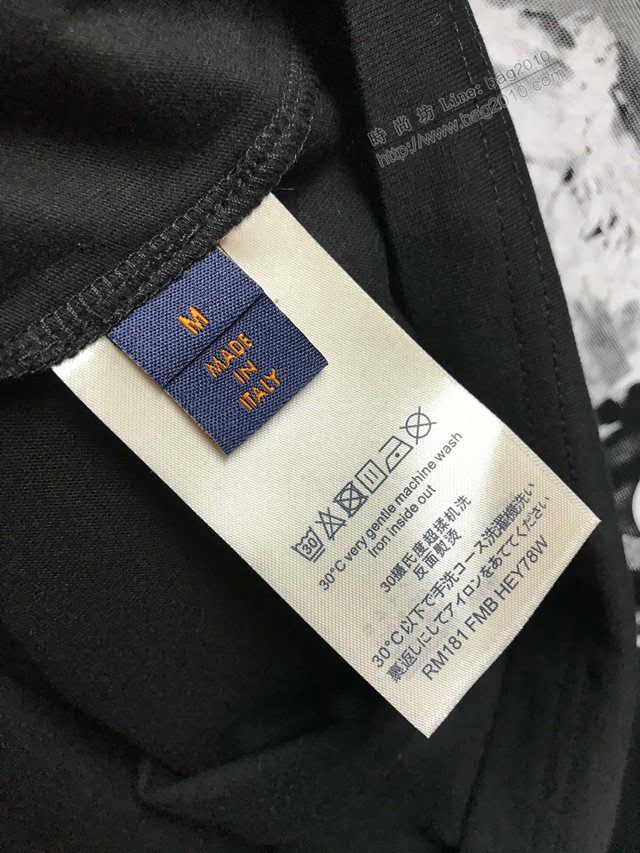 時尚坊 Line: bag2010
http://www.bag2010.com
M
MADE
IN
ITALY
30
30°C very gentle machine wash
Iron inside out
30攝氏度超揉机洗
反面熨烫
30°C 以下で手洗コース洗濯機洗い
裏返しにしてアイロンをあててください
RM181 FMB HEY78W